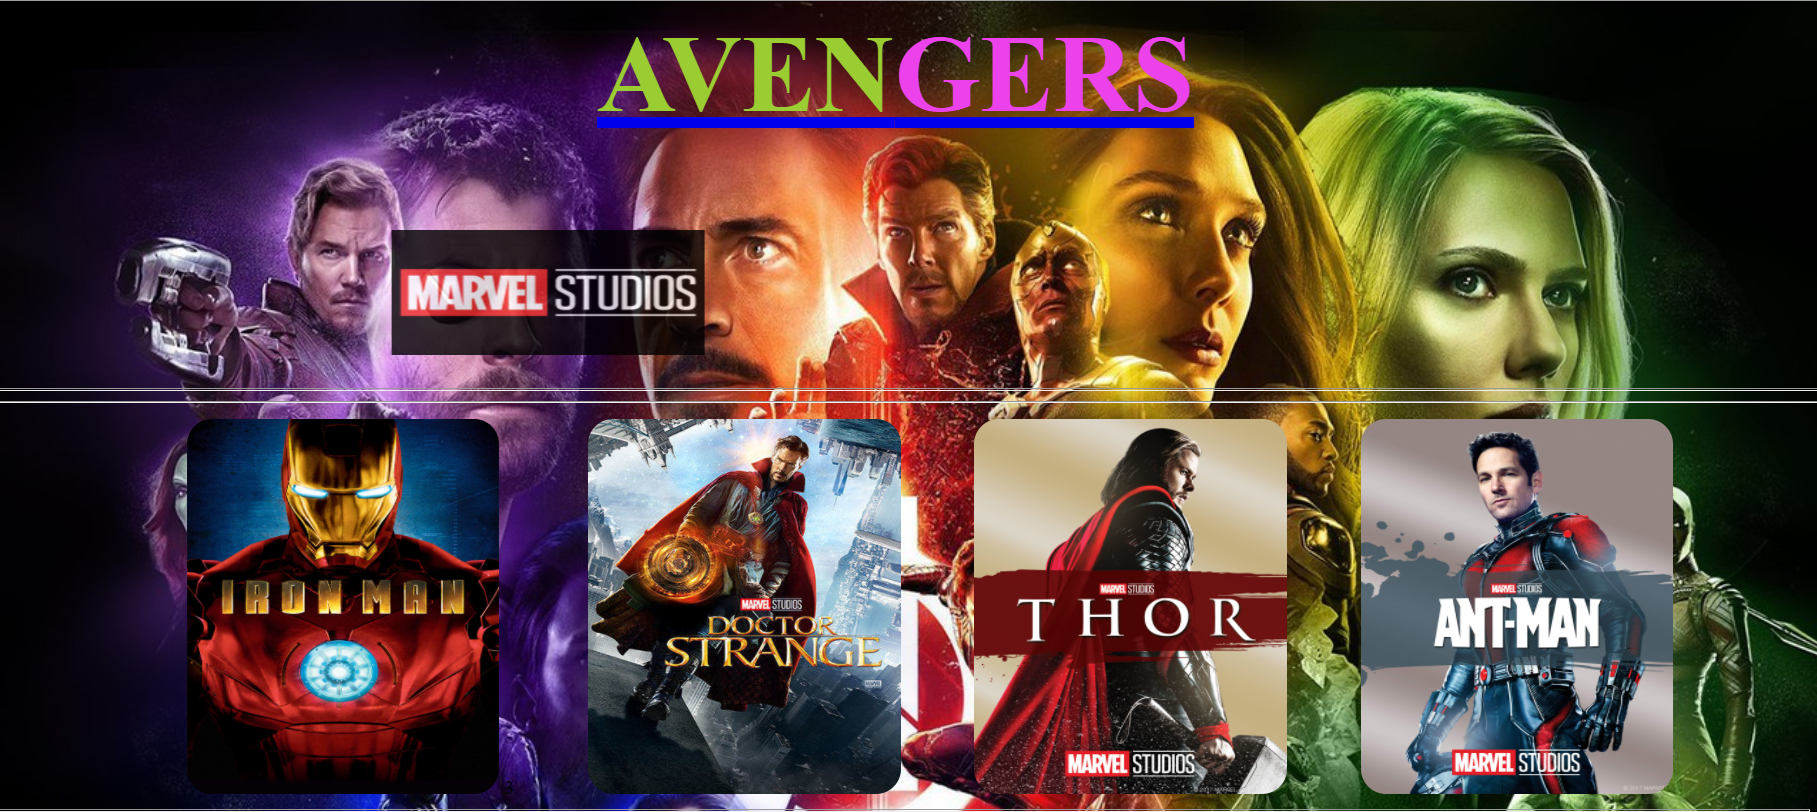 AVENGERS
MARVEL STUDIOS
IRON MAN
MARVEL STUDIOS
DOCTOR
STRANGE
MARVEL STUDIOS
THOR
MARVEL STUDIOS
MARVEL STUDIOS
ANT-MAN
MARVEL STUDIOS